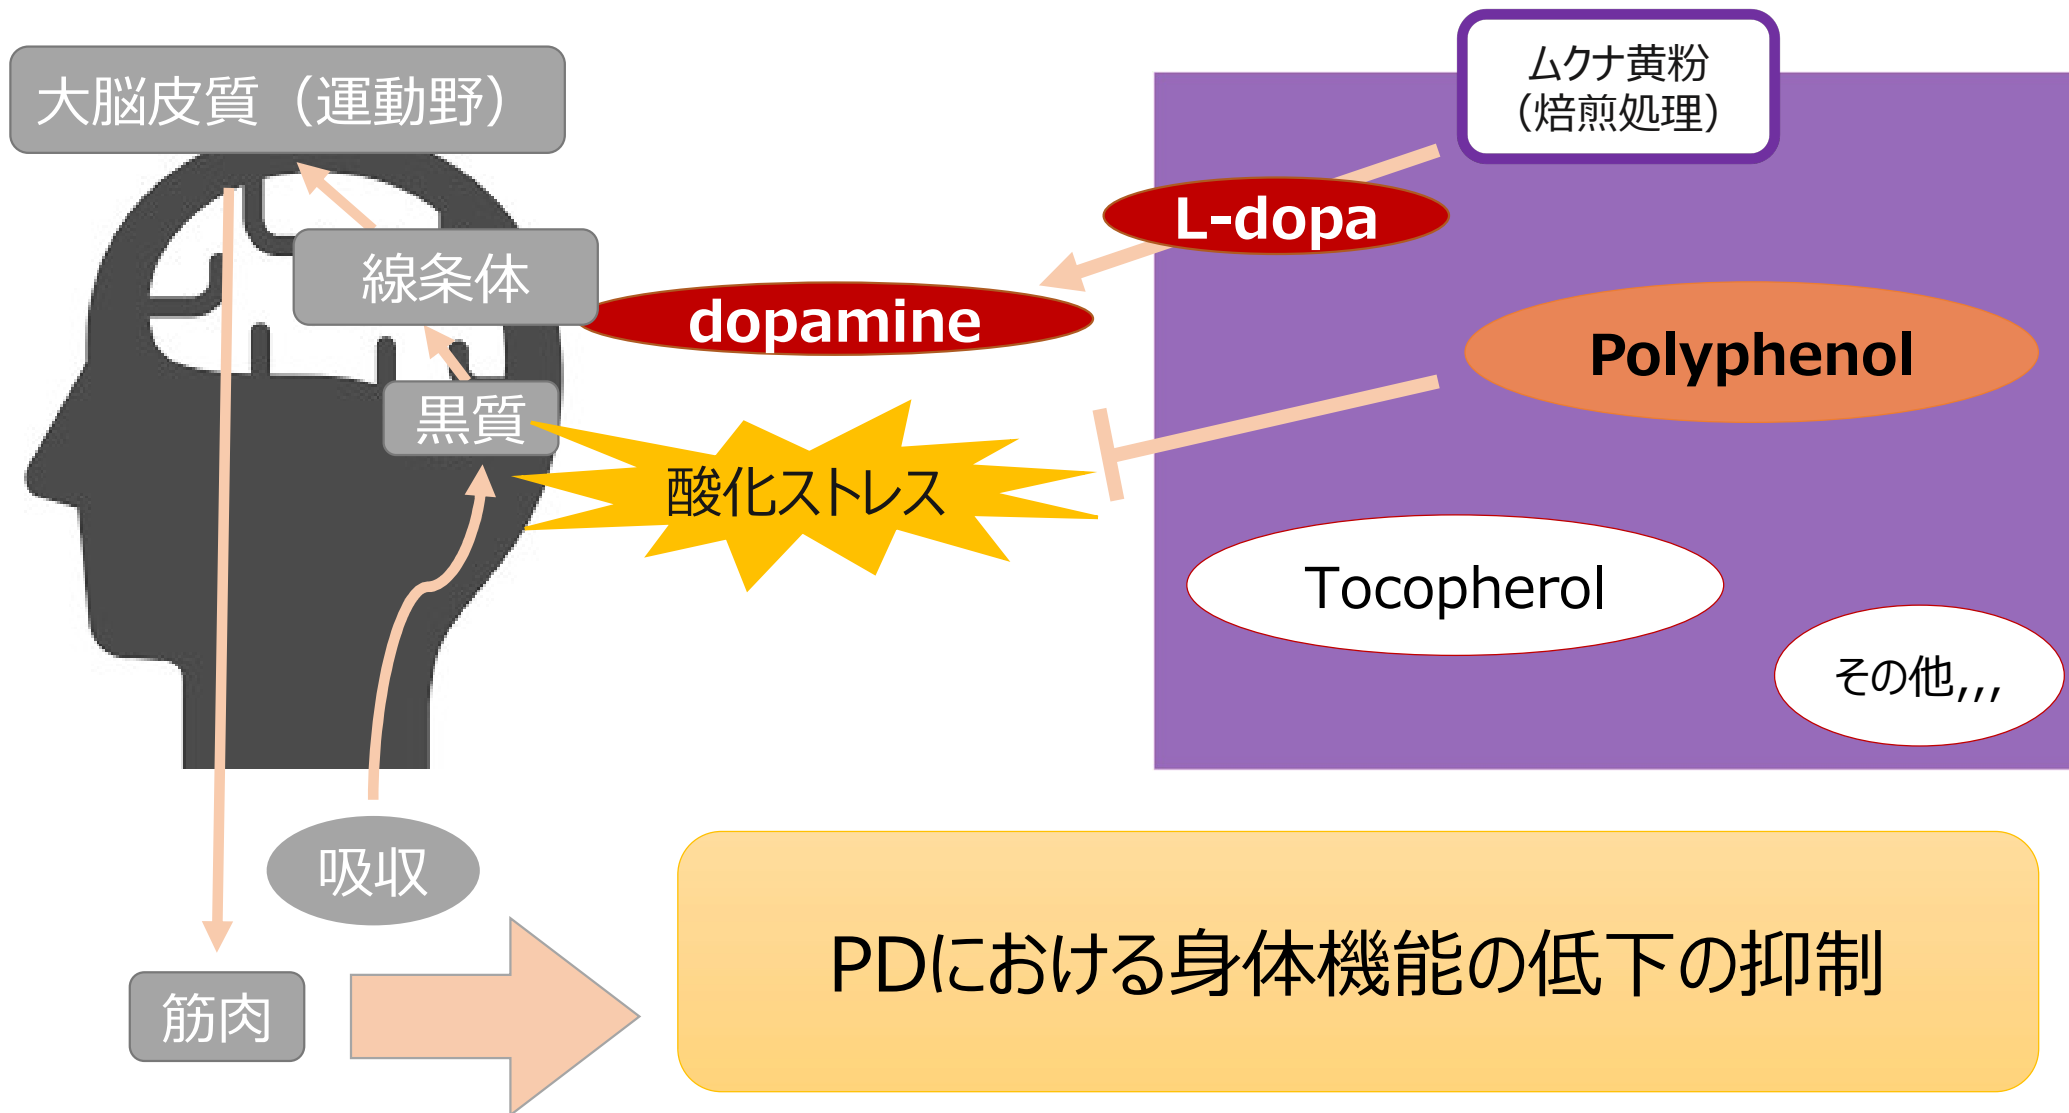 大脳皮質（運動野）
ムクナ黄粉
（焙煎処理）
L-dopa
線条体
dopamine
Polyphenol
黒質
酸化ストレス
Tocopherol
その他,,,
吸収
PDにおける身体機能の低下の抑制
筋肉